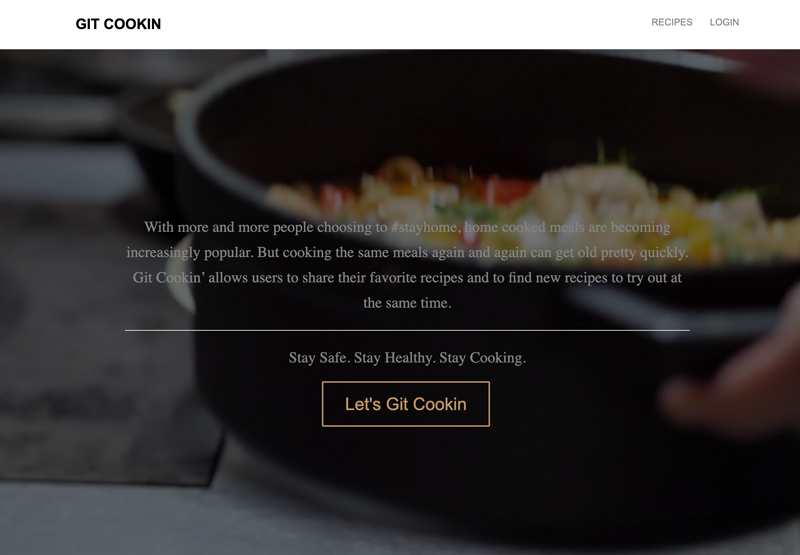 GIT COOKIN
RECIPES LOGIN
With more and more people choosing to #stayhome, home cooked meals are becoming
increasingly popular. But cooking the same meals again and again can get old pretty quickly.
Git Cookin’ allows users to share their favorite recipes and to find new recipes to try out at
the same time.
Stay Safe. Stay Healthy. Stay Cooking.
Let's Git Cookin